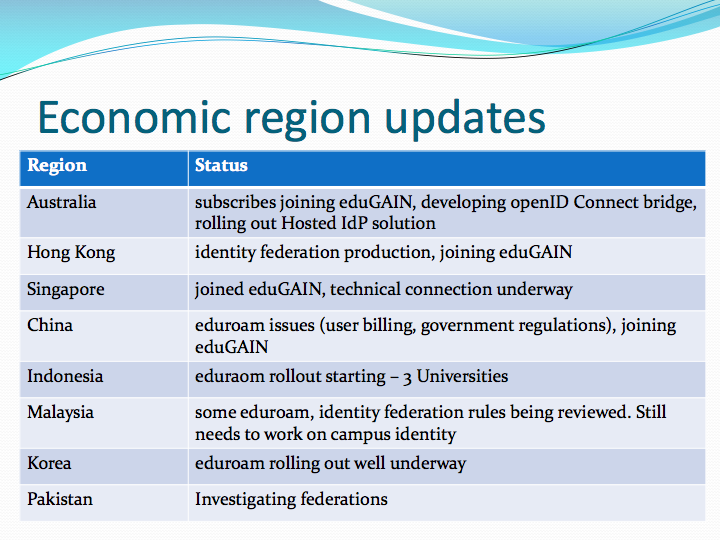 Economic region updates
Region Status
Australia subscribes joining eduGAIN, developing openID Connect bridge,
rolling out Hosted IdP solution
Hong Kong identity federation production, joining eduGAIN
Singapore joined eduGAIN, technical connection underway
China eduroam issues (user billing, government regulations), joining
eduGAIN
Indonesia eduraom rollout starting – 3 Universities
Malaysia some eduroam, identity federation rules being reviewed. Still
needs to work on campus identity
Korea eduroam rolling out well underway
Pakistan Investigating federations